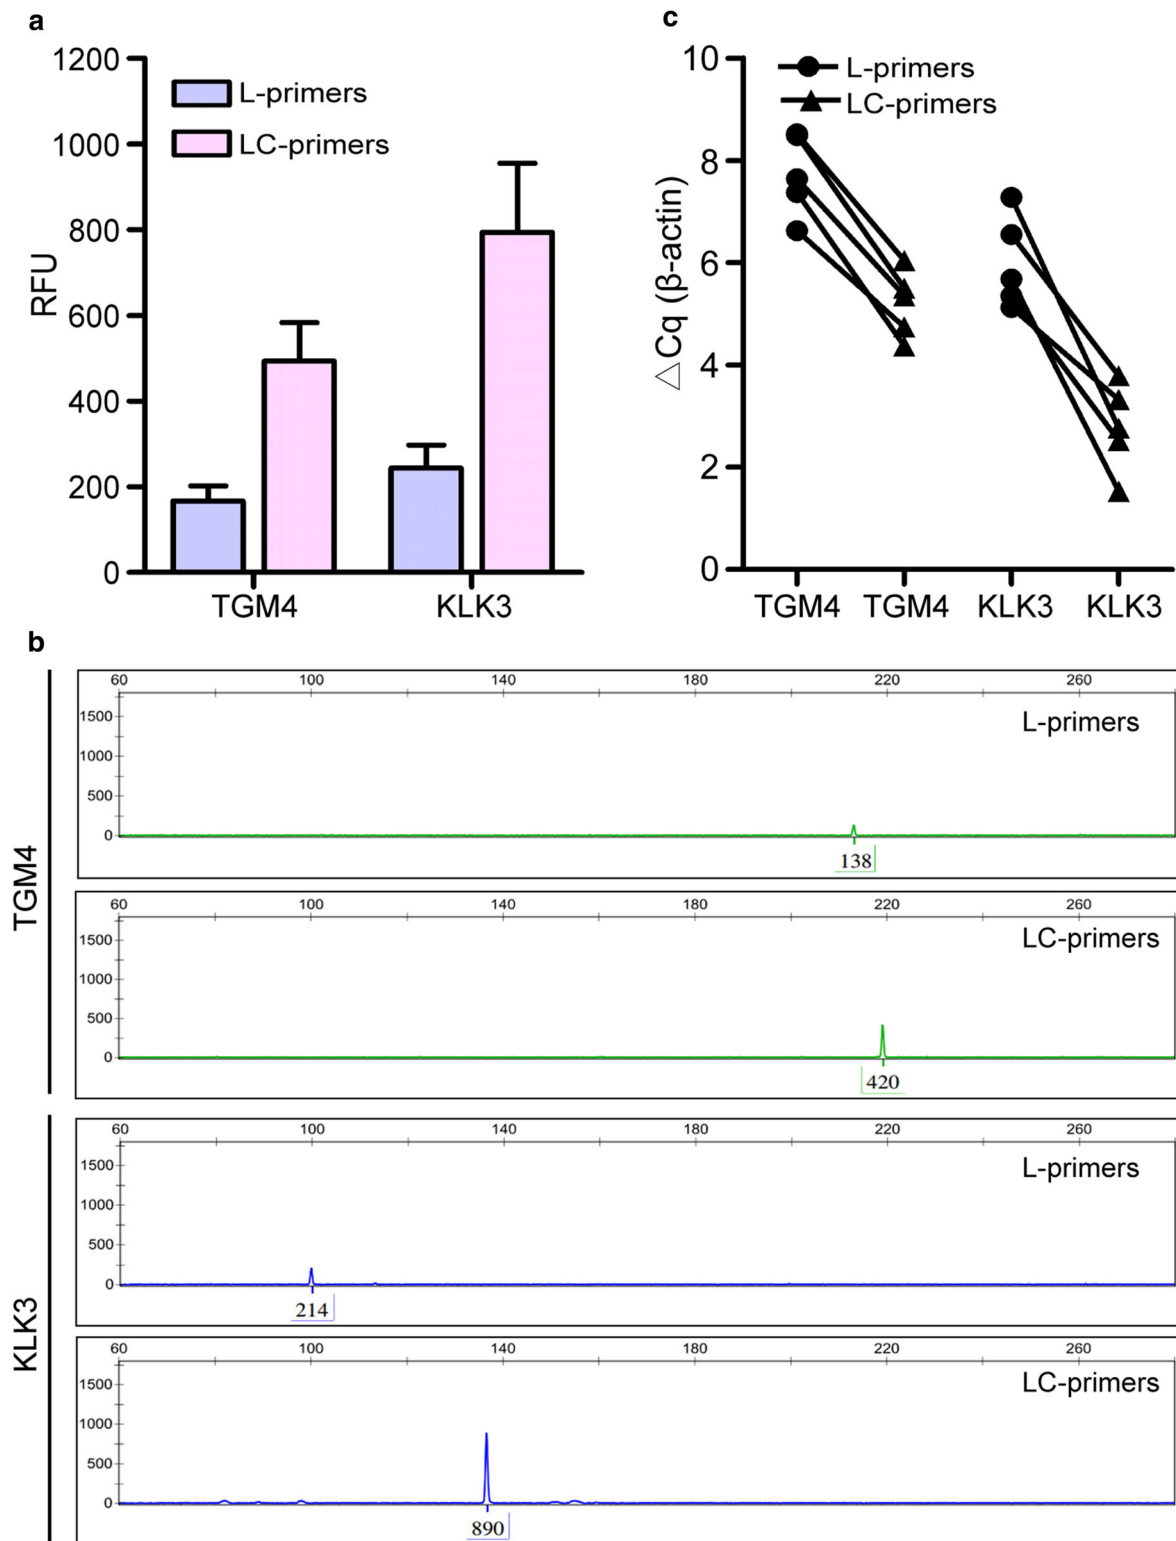 a
1200
1000
800
600
400
200
0
RFU
L-primers
LC-primers
TGM4 KLK3
c
10
8
6
4
2
0
△Cq (β-actin)
L-primers
LC-primers
TGM4 TGM4 KLK3 KLK3
b
TGM4
60 100 140 180 220 260
1500
1000
500
0
L-primers
138
60 100 140 180 220 260
1500
1000
500
0
LC-primers
420
KLK3
60 100 140 180 220 260
1500
1000
500
0
L-primers
214
60 100 140 180 220 260
1500
1000
500
0
LC-primers
890